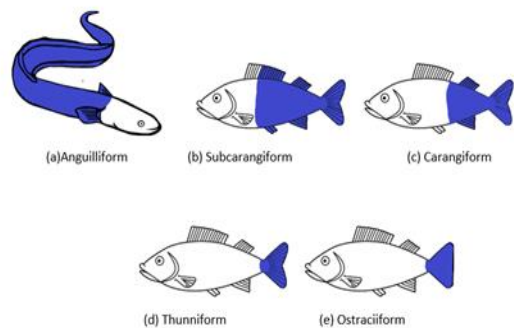 (a)Anguilliform
(b) Subcarangiform
(c) Carangiform
(d) Thunniform
(e) Ostraciiform